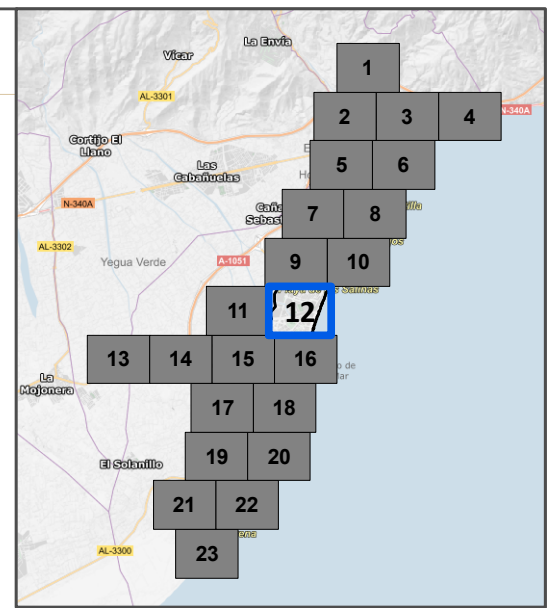 La Envía
Vícar
1
AL-3301
N-340A
2 3 4
Cortijo El
Llano
Las
Cabañuelas
5 6
N-340A
7 8
AL-3302
Yegua Verde
A-1051
9 10
Salinas
11 12
13 14 15 16
La
Mojonera
17 18
El Solanillo
19 20
21 22
AL-3300
23